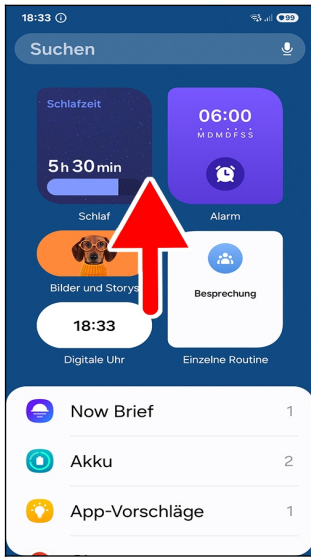 18:33
99
Suchen
Schlafzeit
5 h 30 min
Schlaf
06:00
M D M D F S S
Alarm
Bilder und Storys
18:33
Digitale Uhr
Besprechung
Einzelne Routine
Now Brief 1
Akku 2
App-Vorschläge 1